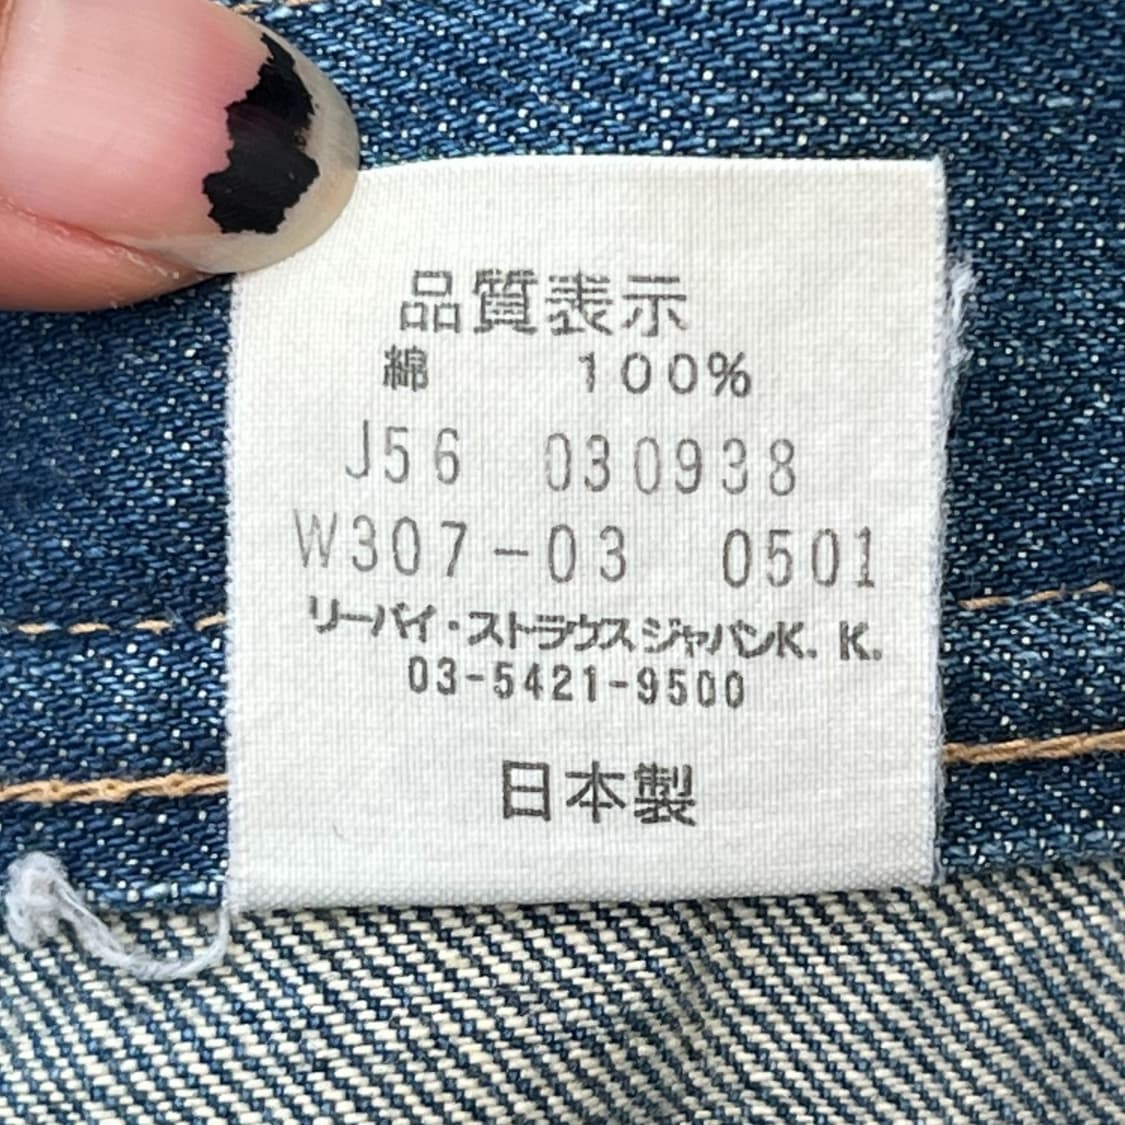 品質表示
綿 100%
J56 030938
W307-03 0501
リーバイ・ストラウスジャパンK. K.
03-5421-9500
日本製